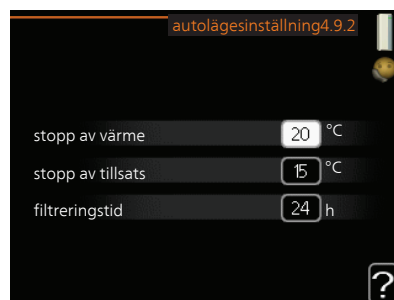 autolägesinställning4.9.2
stopp av värme 20 °C
stopp av tillsats 15 °C
filtreringstid 24 h
?